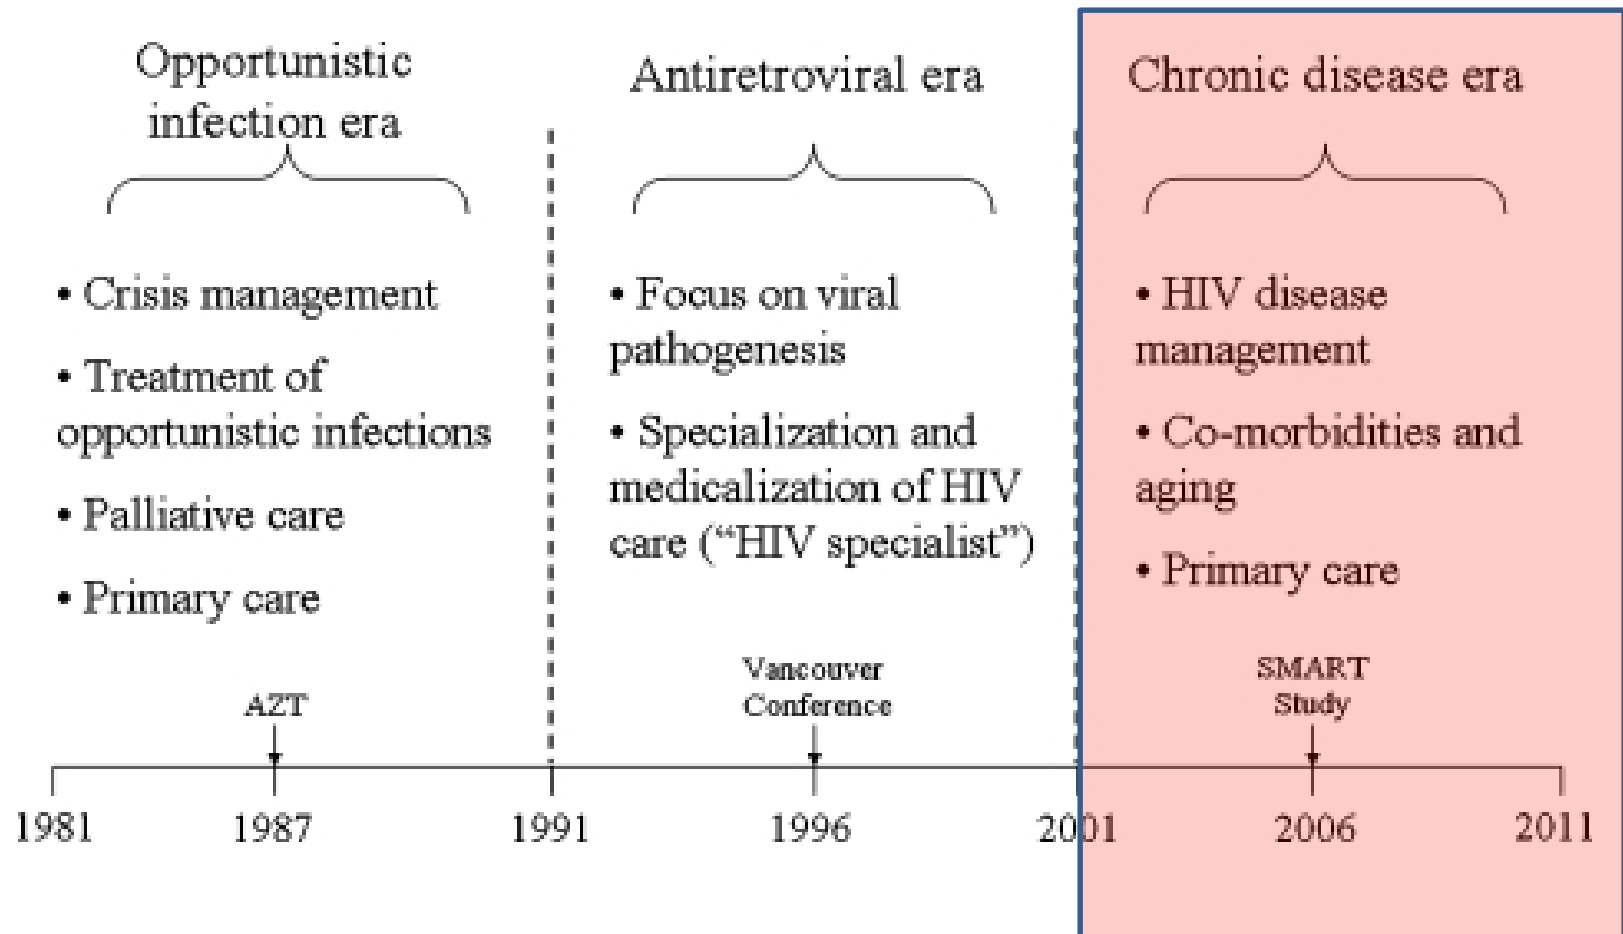 Opportunistic
infection era
• Crisis management
• Treatment of
opportunistic infections
• Palliative care
• Primary care
Antiretroviral era
• Focus on viral
pathogenesis
• Specialization and
medicalization of HIV
care (“HIV specialist”)
Chronic disease era
• HIV disease
management
• Co-morbidities and
aging
• Primary care
AZT
Vancouver
Conference
SMART
Study
1981
1987
1991
1996
2001
2006
2011